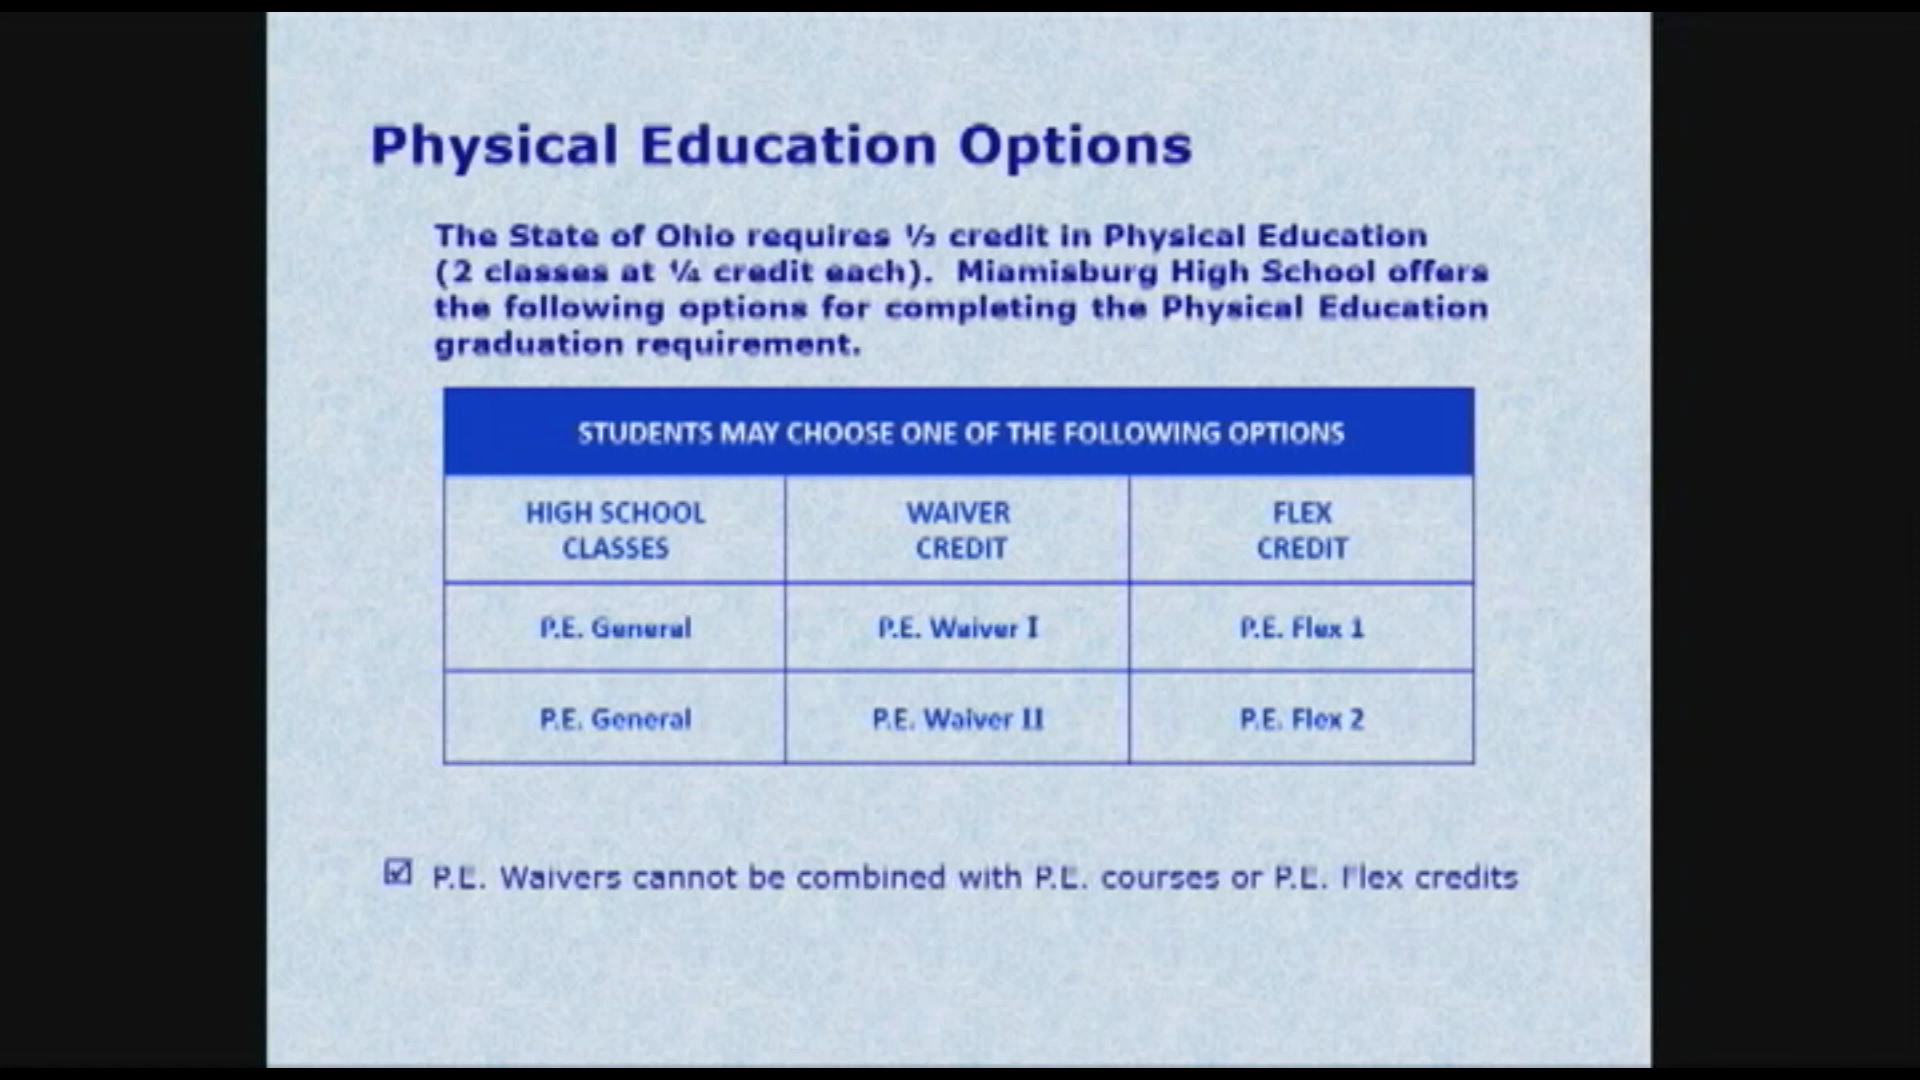 Physical Education Options
The State of Ohio requires ½ credit in Physical Education
(2 classes at ¼ credit each). Miamisburg High School offers
the following options for completing the Physical Education
graduation requirement.
STUDENTS MAY CHOOSE ONE OF THE FOLLOWING OPTIONS
HIGH SCHOOL
CLASSES
WAIVER
CREDIT
FLEX
CREDIT
P.E. General
P.E. Waiver I
P.E. Flex 1
P.E. General
P.E. Waiver II
P.E. Flex 2
☑ P.E. Waivers cannot be combined with P.E. courses or P.E. Flex credits